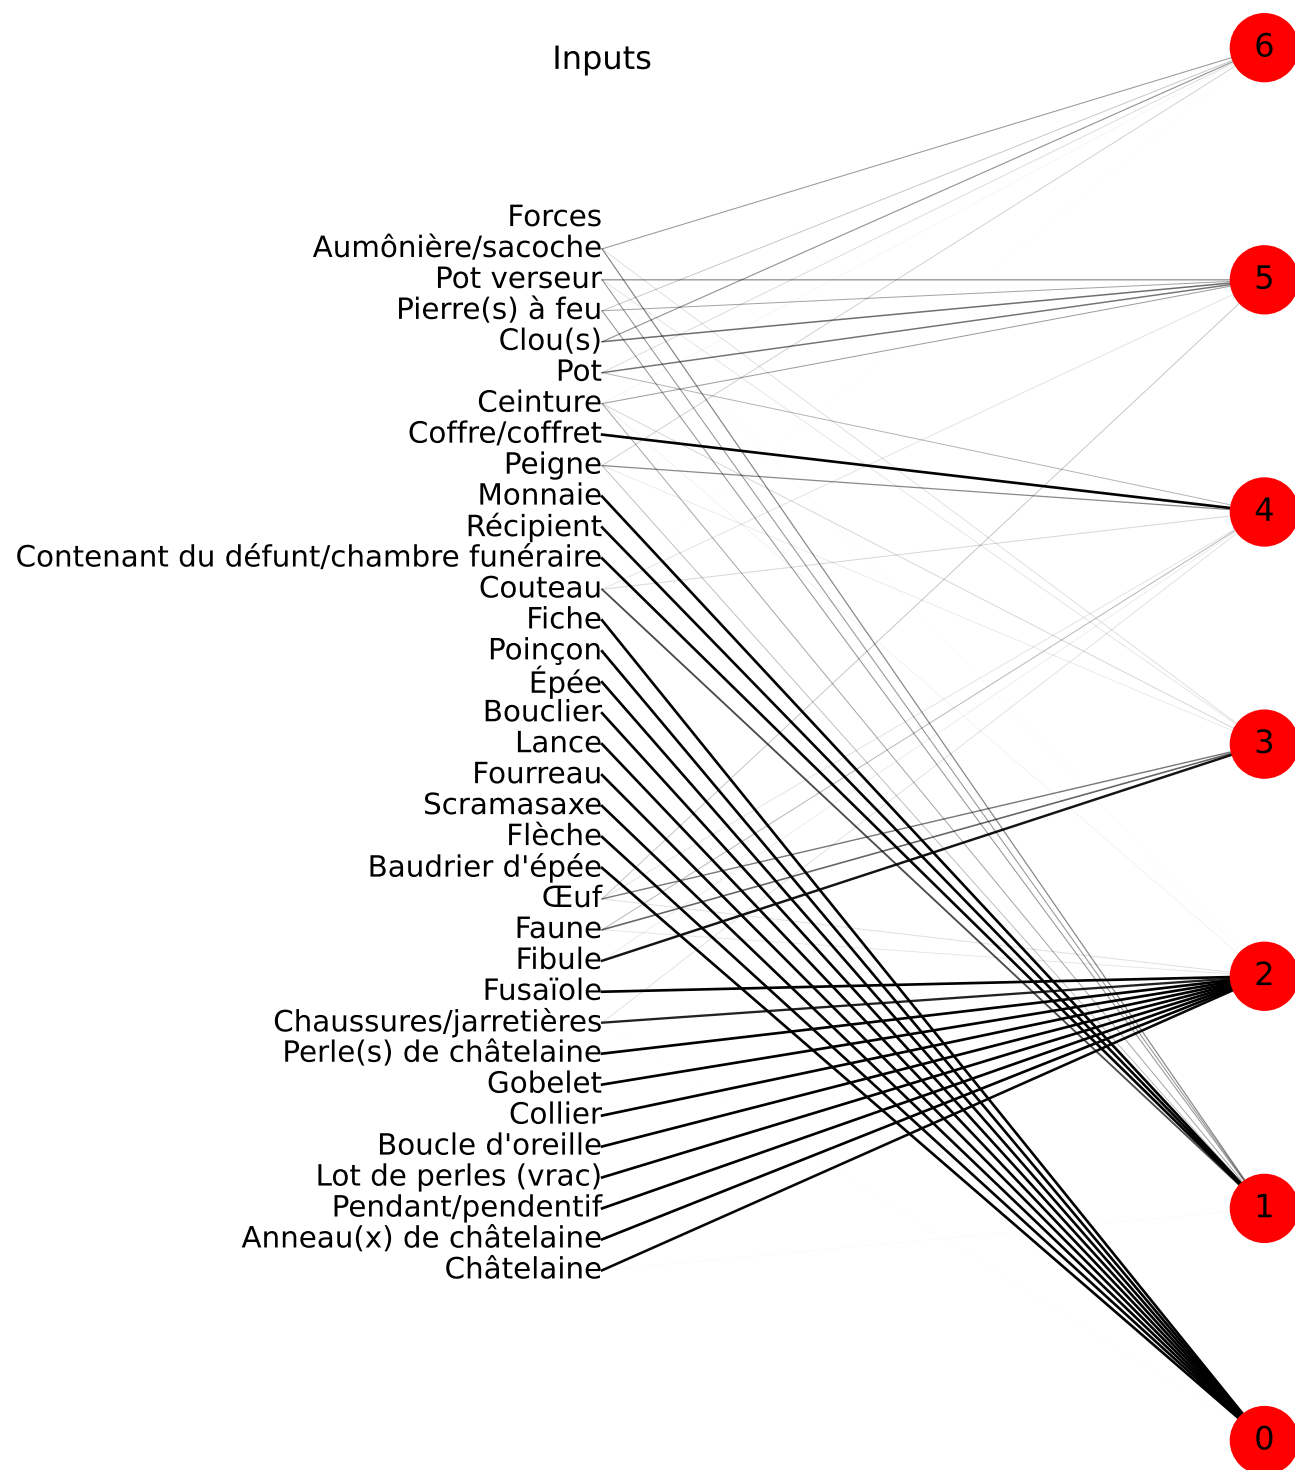 Inputs
Forces
Aumônière/sacoche
Pot verseur
Pierre(s) à feu
Clou(s)
Pot
Ceinture
Coffre/coffret
Peigne
Monnaie
Récipient
Contenant du défunt/chambre funéraire
Couteau
Fiche
Poinçon
Épée
Bouclier
Lance
Fourreau
Scramasaxe
Flèche
Baudrier d'épée
Œuf
Faune
Fibule
Fusaïole
Chaussures/jarretières
Perle(s) de châtelaine
Gobelet
Collier
Boucle d'oreille
Lot de perles (vrac)
Pendant/pendentif
Anneau(x) de châtelaine
Châtelaine
6
5
4
3
2
1
0